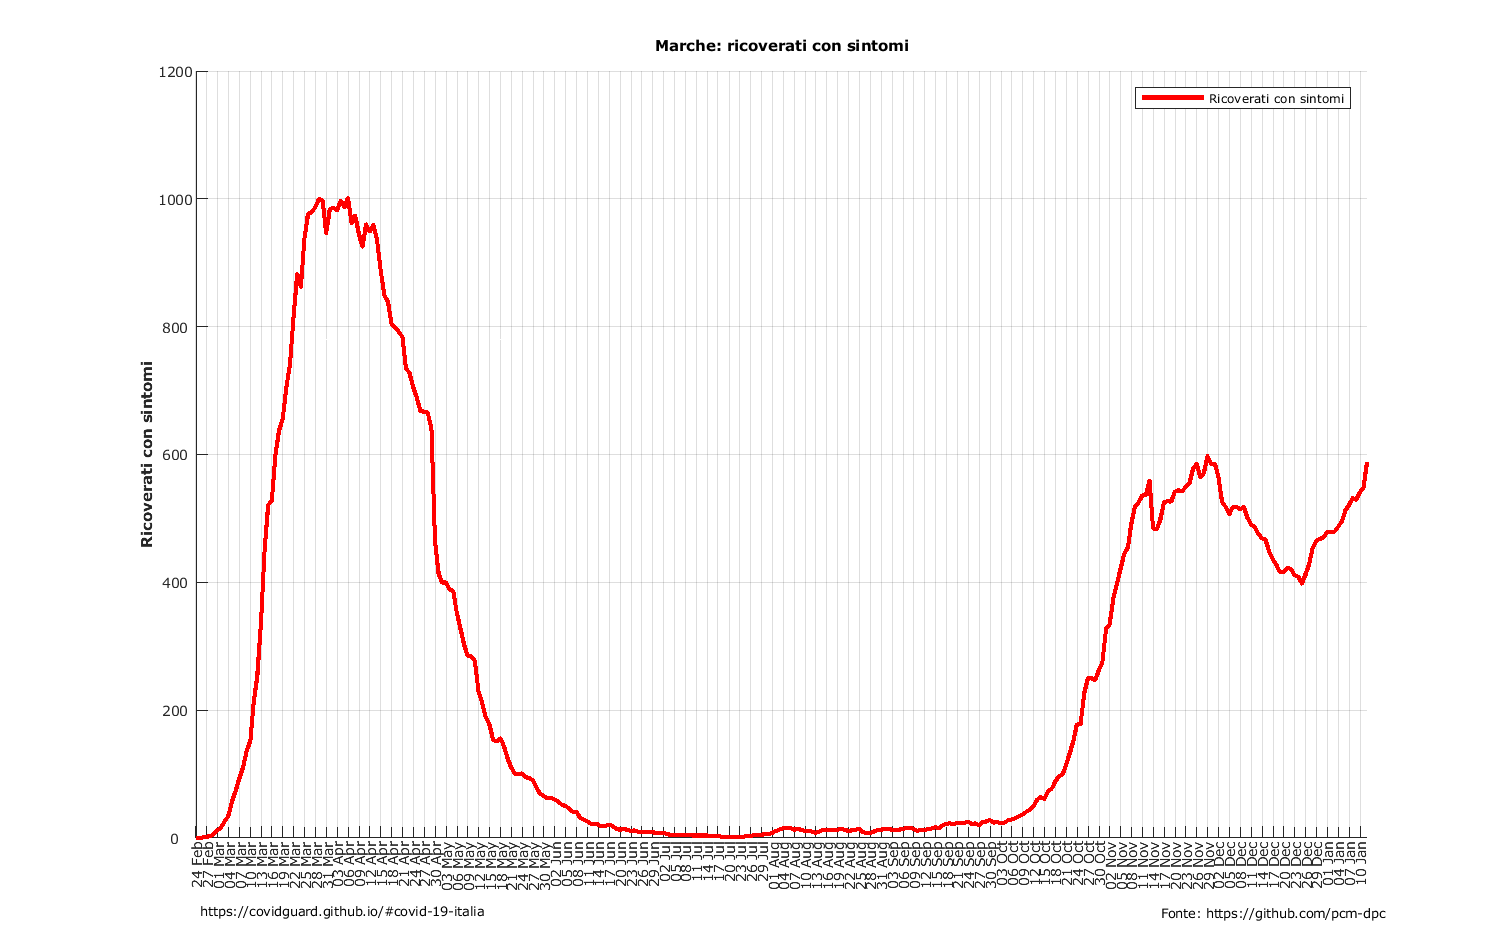 Marche: ricoverati con sintomi
Ricoverati con sintomi
1200
1000
800
600
400
200
0
Ricoverati con sintomi
24 Feb
27 Feb
01 Mar
04 Mar
07 Mar
10 Mar
13 Mar
16 Mar
19 Mar
22 Mar
25 Mar
28 Mar
31 Mar
03 Apr
06 Apr
09 Apr
12 Apr
15 Apr
18 Apr
21 Apr
24 Apr
27 Apr
30 Apr
03 May
06 May
09 May
12 May
15 May
18 May
21 May
24 May
27 May
30 May
02 Jun
05 Jun
08 Jun
11 Jun
14 Jun
17 Jun
20 Jun
23 Jun
26 Jun
29 Jun
02 Jul
05 Jul
08 Jul
11 Jul
14 Jul
17 Jul
20 Jul
23 Jul
26 Jul
29 Jul
01 Aug
04 Aug
07 Aug
10 Aug
13 Aug
16 Aug
19 Aug
22 Aug
25 Aug
28 Aug
31 Aug
03 Sep
06 Sep
09 Sep
12 Sep
15 Sep
18 Sep
21 Sep
24 Sep
27 Sep
30 Sep
03 Oct
06 Oct
09 Oct
12 Oct
15 Oct
18 Oct
21 Oct
24 Oct
27 Oct
30 Oct
02 Nov
05 Nov
08 Nov
11 Nov
14 Nov
17 Nov
20 Nov
23 Nov
26 Nov
29 Nov
02 Dec
05 Dec
08 Dec
11 Dec
14 Dec
17 Dec
20 Dec
23 Dec
26 Dec
29 Dec
01 Jan
04 Jan
07 Jan
10 Jan
https://covidguard.github.io/#covid-19-italia
Fonte: https://github.com/pcm-dpc